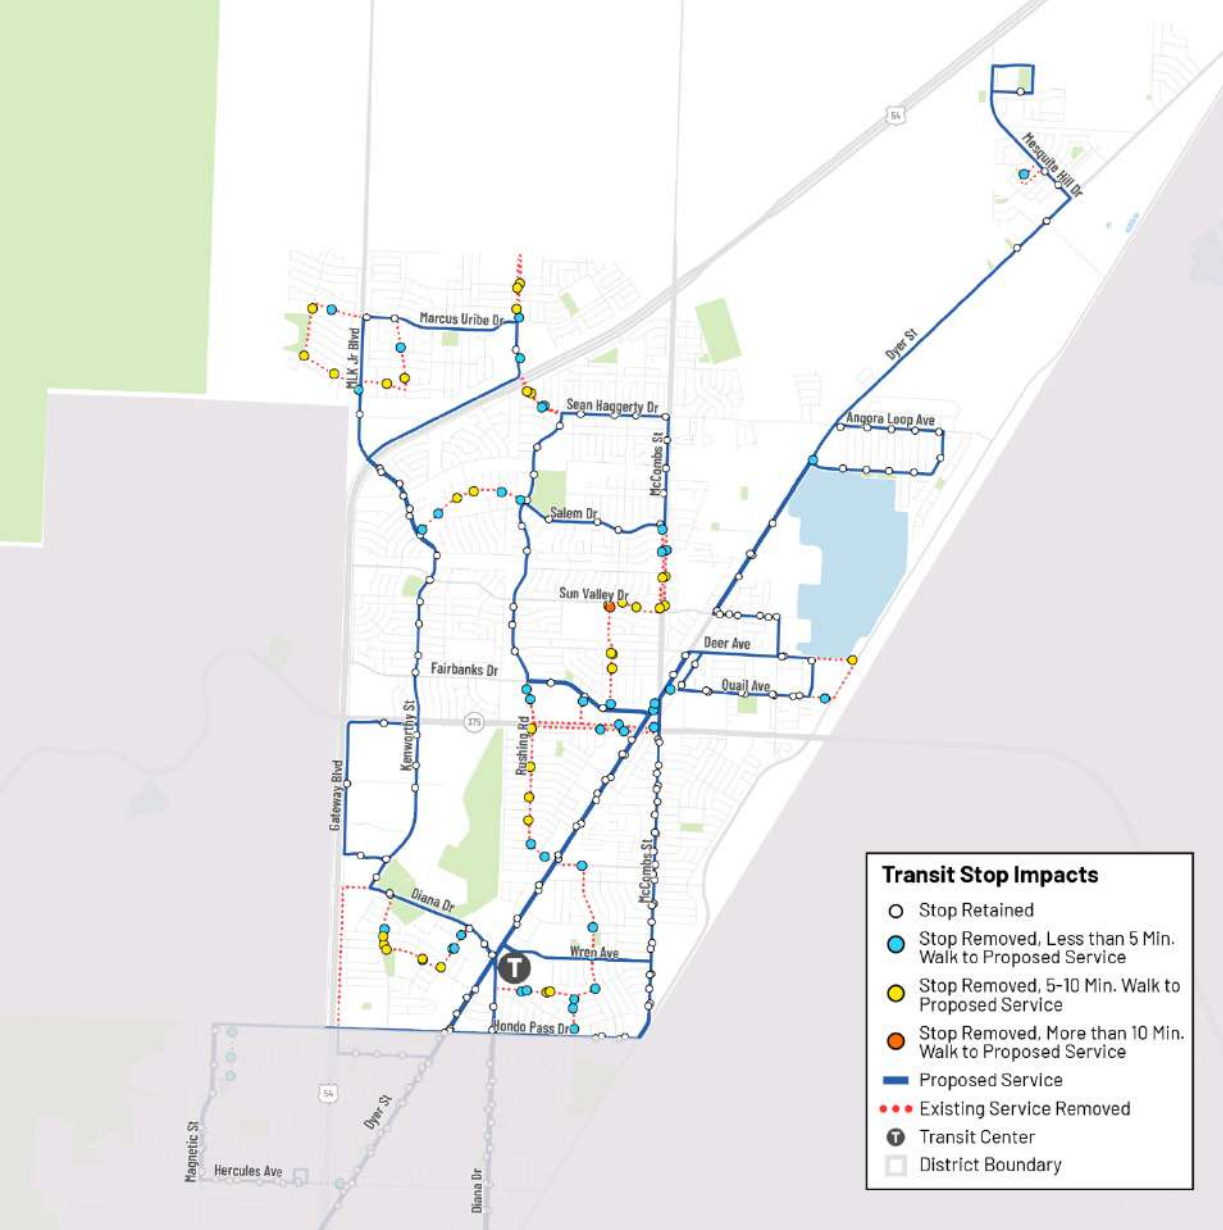 54
Mesquite Hill Dr
Marcus Uribe Dr
MLK Jr Blvd
Dyer St
Sean Haggerty Dr
Angora Loop Ave
McCombs St
Salem Dr
Sun Valley Dr
Deer Ave
Fairbanks Dr
Quail Ave
375
Kenworthy St
Rushing Rd
Gateway Blvd
McCombs St
Diana Dr
Wren Ave
T
Hondo Pass Dr
54
Dyer St
Magnetic St
Hercules Ave
Diana Dr
Transit Stop Impacts
Stop Retained
Stop Removed, Less than 5 Min.
Walk to Proposed Service
Stop Removed, 5-10 Min. Walk to
Proposed Service
Stop Removed, More than 10 Min.
Walk to Proposed Service
Proposed Service
Existing Service Removed
T Transit Center
District Boundary